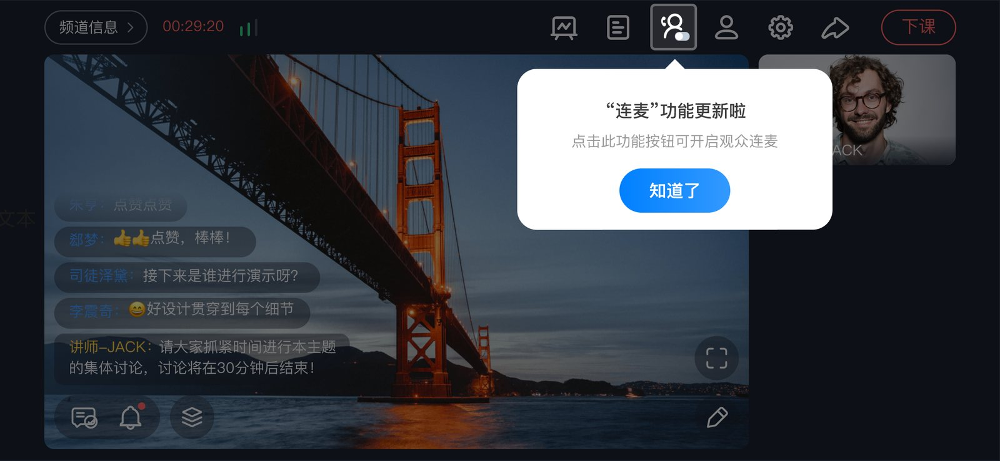 频道信息
00:29:20
下课
“连麦”功能更新啦
点击此功能按钮可开启观众连麦
知道了
ACK
文本
朱亨：点赞点赞
郄梦：👍👍点赞，棒棒！
司徒泽黛：接下来是谁进行演示呀？
李震奇：😄好设计贯穿到每个细节
讲师–JACK：请大家抓紧时间进行本主题
的集体讨论，讨论将在30分钟后结束！